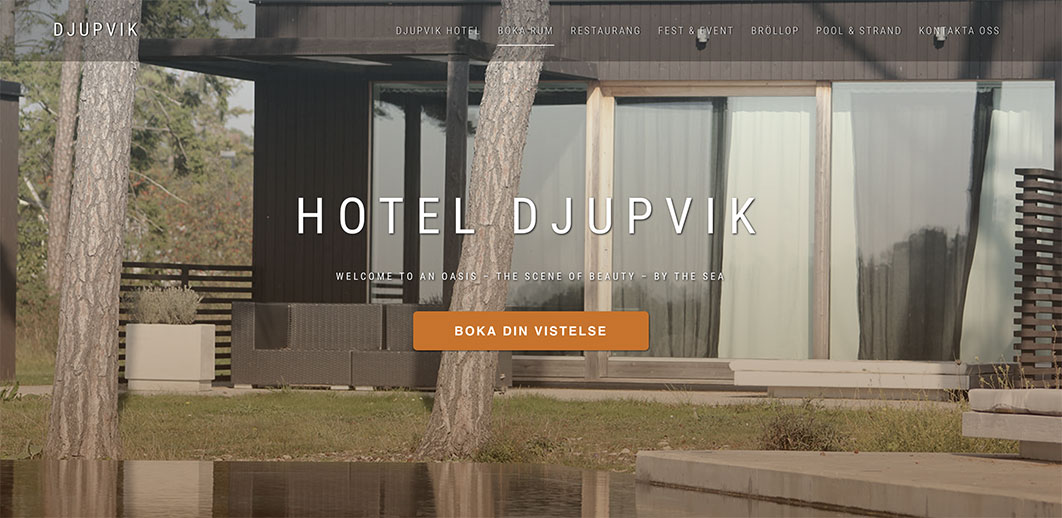 DJUPVIK
DJUPVIK HOTEL BOKA RUM RESTAURANG FEST & EVENT BRÖLLOP POOL & STRAND KONTAKTA OSS
HOTEL DJUPVIK
WELCOME TO AN OASIS – THE SCENE OF BEAUTY – BY THE SEA
BOKA DIN VISTELSE